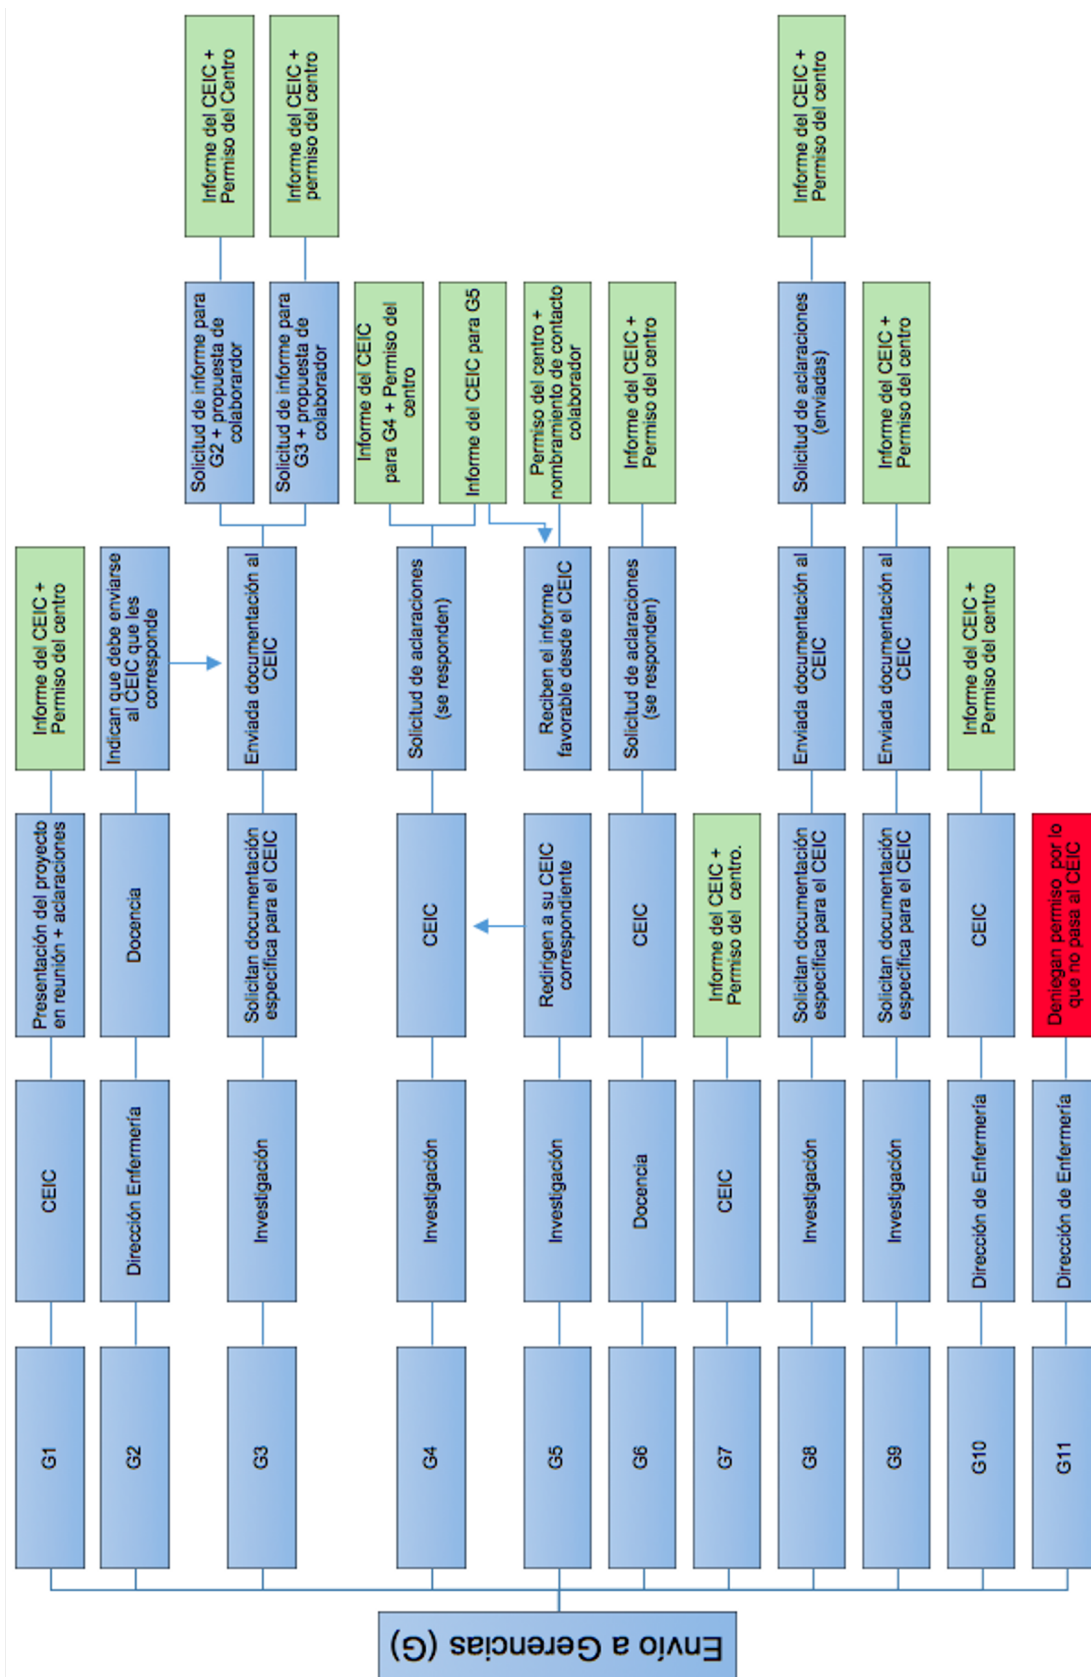 Envío a Gerencias (G)
G1
CEIC
Presentación del proyecto
en reunión + aclaraciones
Informe del CEIC +
Permiso del centro
G2
Dirección Enfermería
Docencia
Indican que debe enviarse
al CEIC que les
corresponde
G3
Investigación
Solicitan documentación
específica para el CEIC
Enviada documentación al
CEIC
Solicitud de informe para
G2 + propuesta de
colaborardor
Informe del CEIC +
Permiso del Centro
Solicitud de informe para
G3 + propuesta de
colaborador
Informe del CEIC +
permiso del centro
G4
Investigación
CEIC
Solicitud de aclaraciones
(se responden)
Informe del CEIC
para G4 + Permiso del
centro
Informe del CEIC para G5
G5
Investigación
Redirigen a su CEIC
correspondiente
Reciben el informe
favorable desde el CEIC
Permiso del centro +
nombramiento de contacto
colaborador
G6
Docencia
CEIC
Solicitud de aclaraciones
(se responden)
Informe del CEIC +
Permiso del centro
G7
CEIC
Informe del CEIC +
Permiso del centro.
G8
Investigación
Solicitan documentación
específica para el CEIC
Enviada documentación al
CEIC
Solicitud de aclaraciones
(enviadas)
Informe del CEIC +
Permiso del centro
G9
Investigación
Solicitan documentación
específica para el CEIC
Enviada documentación al
CEIC
Informe del CEIC +
Permiso del centro
G10
Dirección de Enfermería
CEIC
Informe del CEIC +
Permiso del centro
G11
Dirección de Enfermería
Deniegan permiso por lo
que no pasa al CEIC